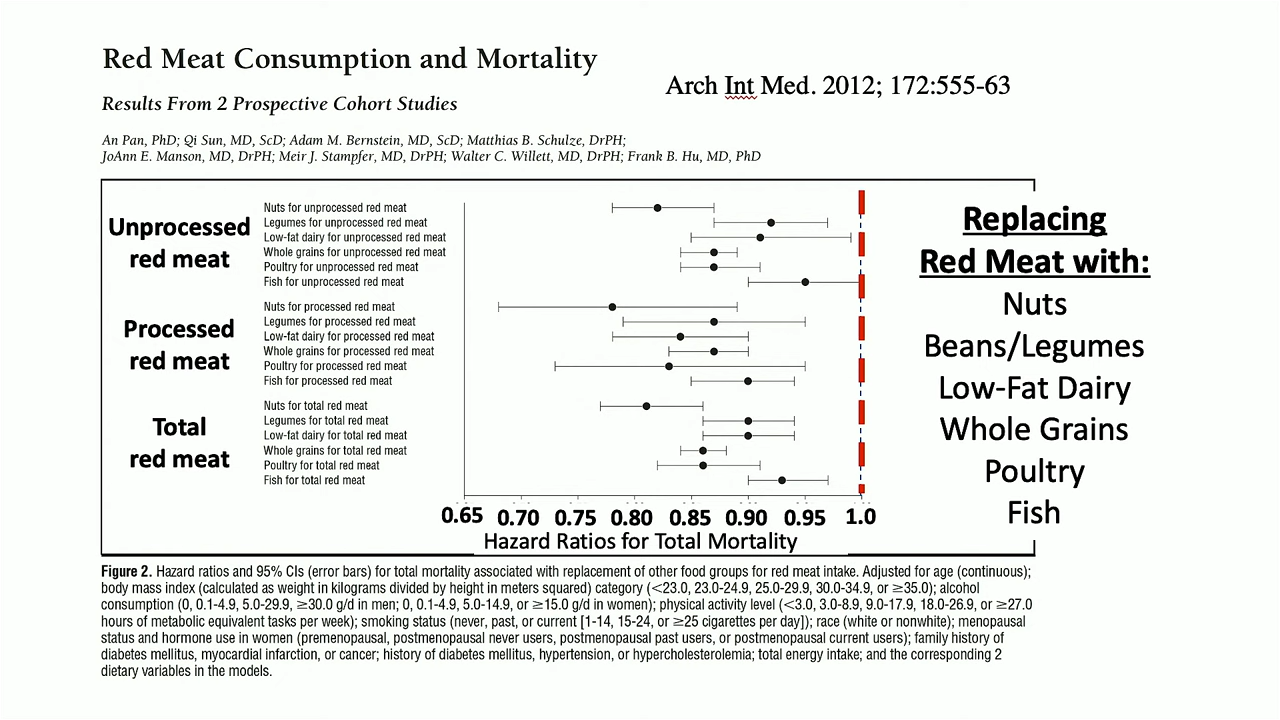 Red Meat Consumption and Mortality
Arch Int Med. 2012; 172:555-63
Results From 2 Prospective Cohort Studies
An Pan, PhD; Qi Sun, MD, ScD; Adam M. Bernstein, MD, ScD; Matthias B. Schulze, DrPH;
JoAnn E. Manson, MD, DrPH; Meir J. Stampfer, MD, DrPH; Walter C. Willett, MD, DrPH; Frank B. Hu, MD, PhD
Unprocessed
red meat
Nuts for unprocessed red meat
Legumes for unprocessed red meat
Low-fat dairy for unprocessed red meat
Whole grains for unprocessed red meat
Poultry for unprocessed red meat
Fish for unprocessed red meat
Processed
red meat
Nuts for processed red meat
Legumes for processed red meat
Low-fat dairy for processed red meat
Whole grains for processed red meat
Poultry for processed red meat
Fish for processed red meat
Total
red meat
Nuts for total red meat
Legumes for total red meat
Low-fat dairy for total red meat
Whole grains for total red meat
Poultry for total red meat
Fish for total red meat
0.65 0.70 0.75 0.80 0.85 0.90 0.95 1.0
Hazard Ratios for Total Mortality
Replacing
Red Meat with:
Nuts
Beans/Legumes
Low-Fat Dairy
Whole Grains
Poultry
Fish
Figure 2. Hazard ratios and 95% CIs (error bars) for total mortality associated with replacement of other food groups for red meat intake. Adjusted for age (continuous);
body mass index (calculated as weight in kilograms divided by height in meters squared) category (<23.0, 23.0-24.9, 25.0-29.9, 30.0-34.9, or ≥35.0); alcohol
consumption (0, 0.1-4.9, 5.0-29.9, ≥30.0 g/d in men; 0, 0.1-4.9, 5.0-14.9, or ≥15.0 g/d in women); physical activity level (<3.0, 3.0-8.9, 9.0-17.9, 18.0-26.9, or ≥27.0
hours of metabolic equivalent tasks per week); smoking status (never, past, or current [1-14, 15-24, or ≥25 cigarettes per day]); race (white or nonwhite); menopausal
status and hormone use in women (premenopausal, postmenopausal never users, postmenopausal past users, or postmenopausal current users); family history of
diabetes mellitus, myocardial infarction, or cancer; history of diabetes mellitus, hypertension, or hypercholesterolemia; total energy intake; and the corresponding 2
dietary variables in the models.